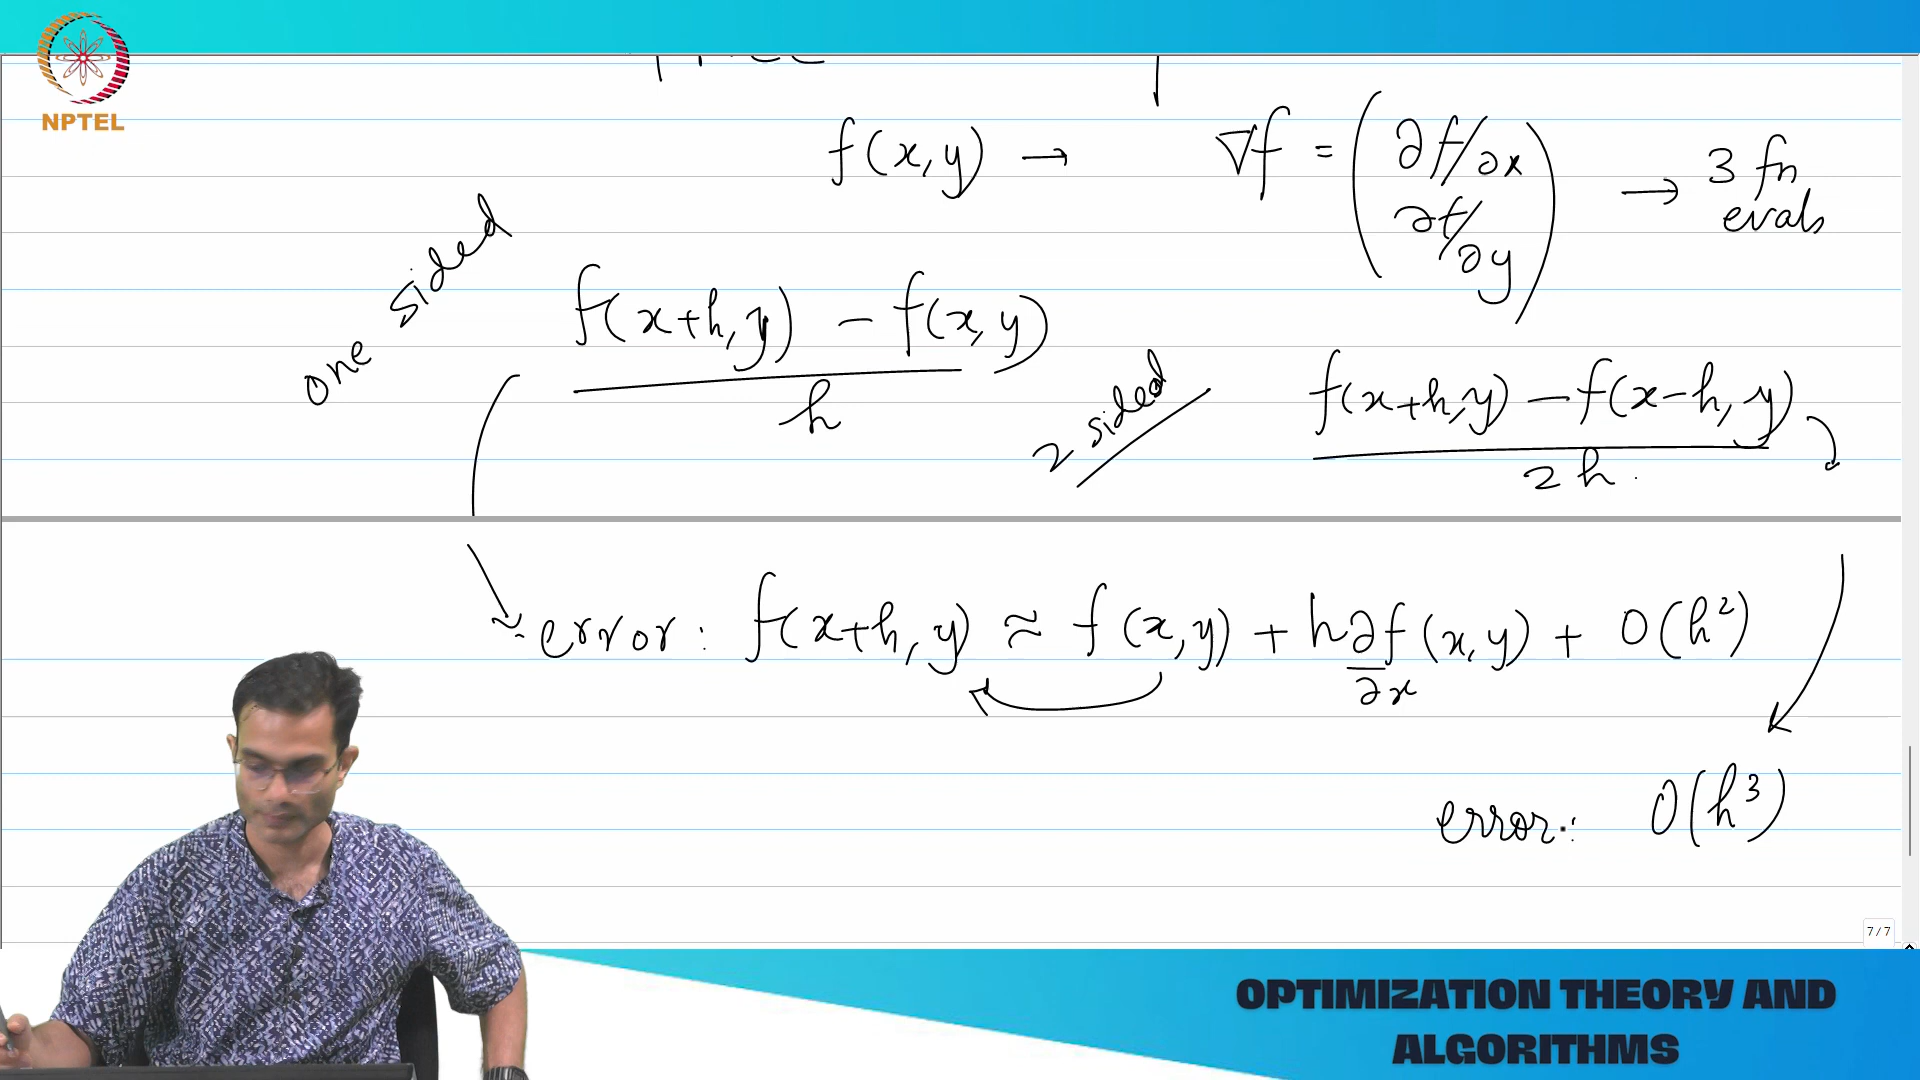 NPTEL
f(x,y) → ∇f = ( ∂f/∂x ∂f/∂y ) → 3 fn evals
one sided
f(x+h,y) − f(x,y)
h
2 sided
f(x+h,y) − f(x−h,y)
2h
error: f(x+h,y) ≈ f(x,y) + h ∂f/∂x (x,y) + O(h²)
error: O(h³)
7/7
OPTIMIZATION THEORY AND
ALGORITHMS